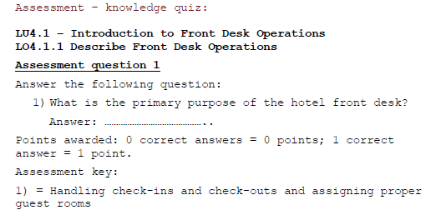 Assessment - knowledge quiz:
LU4.1 - Introduction to Front Desk Operations
LO4.1.1 Describe Front Desk Operations
Assessment question 1
Answer the following question:
1) What is the primary purpose of the hotel front desk?
Answer: ……………………………………..
Points awarded: 0 correct answers = 0 points; 1 correct
answer = 1 point.
Assessment key:
1) = Handling check-ins and check-outs and assigning proper
guest rooms